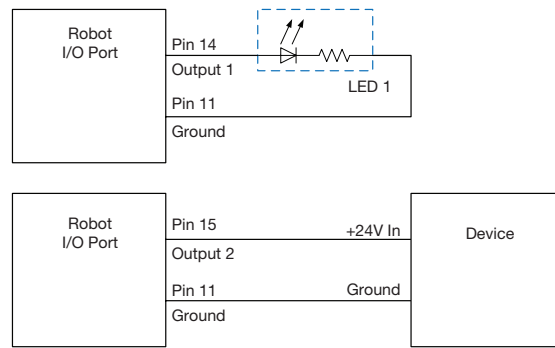 Robot
I/O Port
Pin 14
Output 1
LED 1
Pin 11
Ground
Robot
I/O Port
Pin 15
Output 2
+24V In
Device
Pin 11
Ground
Ground